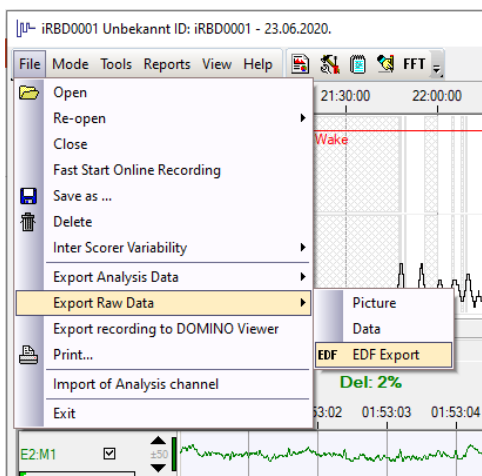 iRBD0001 Unbekannt ID: iRBD0001 - 23.06.2020.
File Mode Tools Reports View Help FFT
Open
21:30:00 22:00:00
Re-open
Close
Wake
Fast Start Online Recording
Save as ...
Delete
Inter Scorer Variability
Export Analysis Data
Export Raw Data
Picture
Export recording to DOMINO Viewer
Data
Print...
EDF EDF Export
Import of Analysis channel
Del: 2%
Exit
53:02 01:53:03 01:53:04
E2:M1 ±50